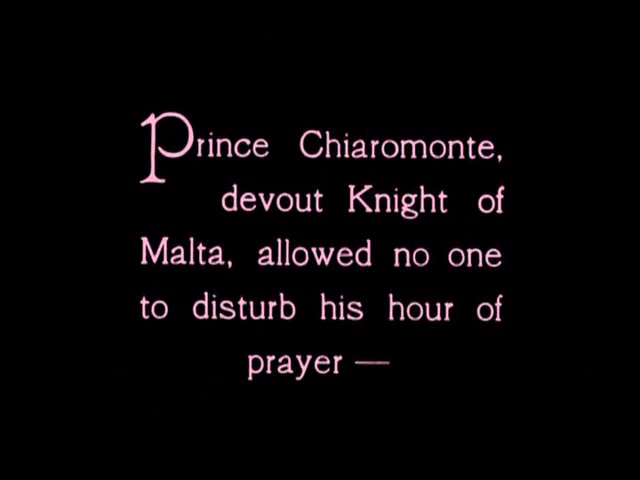 Prince Chiaromonte,
devout Knight of
Malta, allowed no one
to disturb his hour of
prayer —